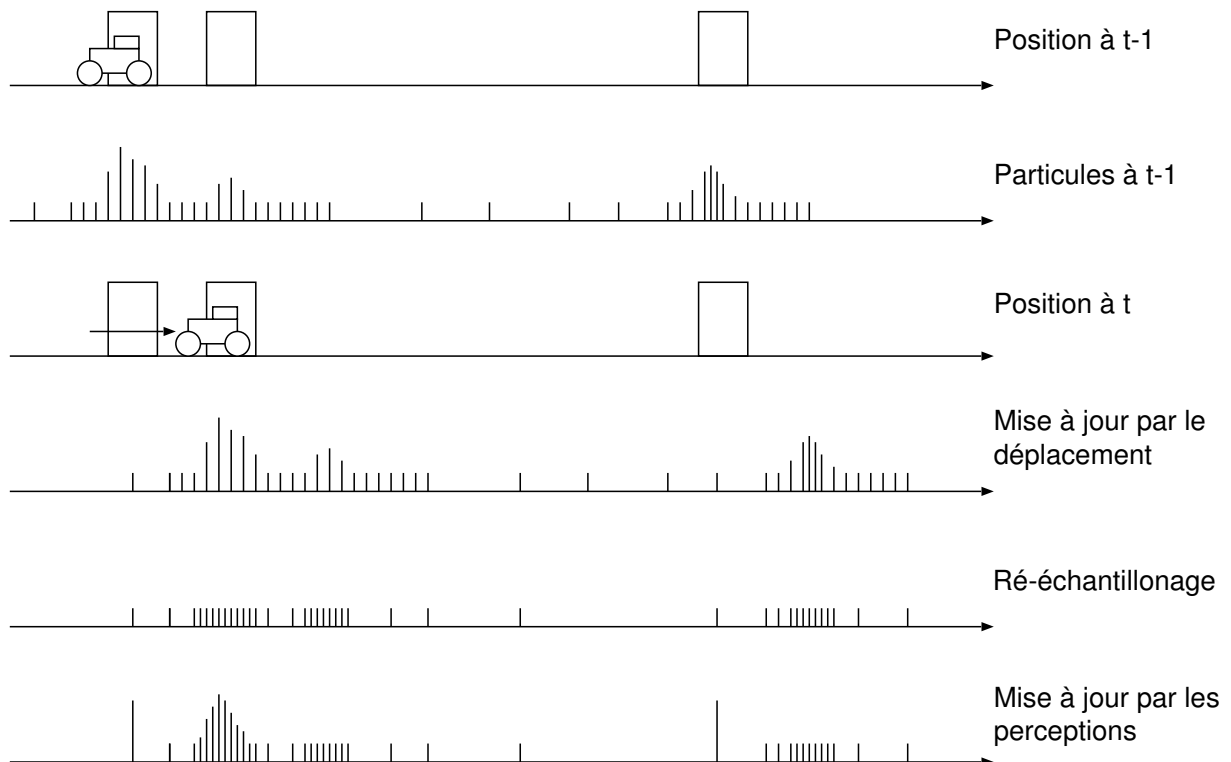 Position à t-1
Particules à t-1
Position à t
Mise à jour par le
déplacement
Ré-échantillonage
Mise à jour par les
perceptions